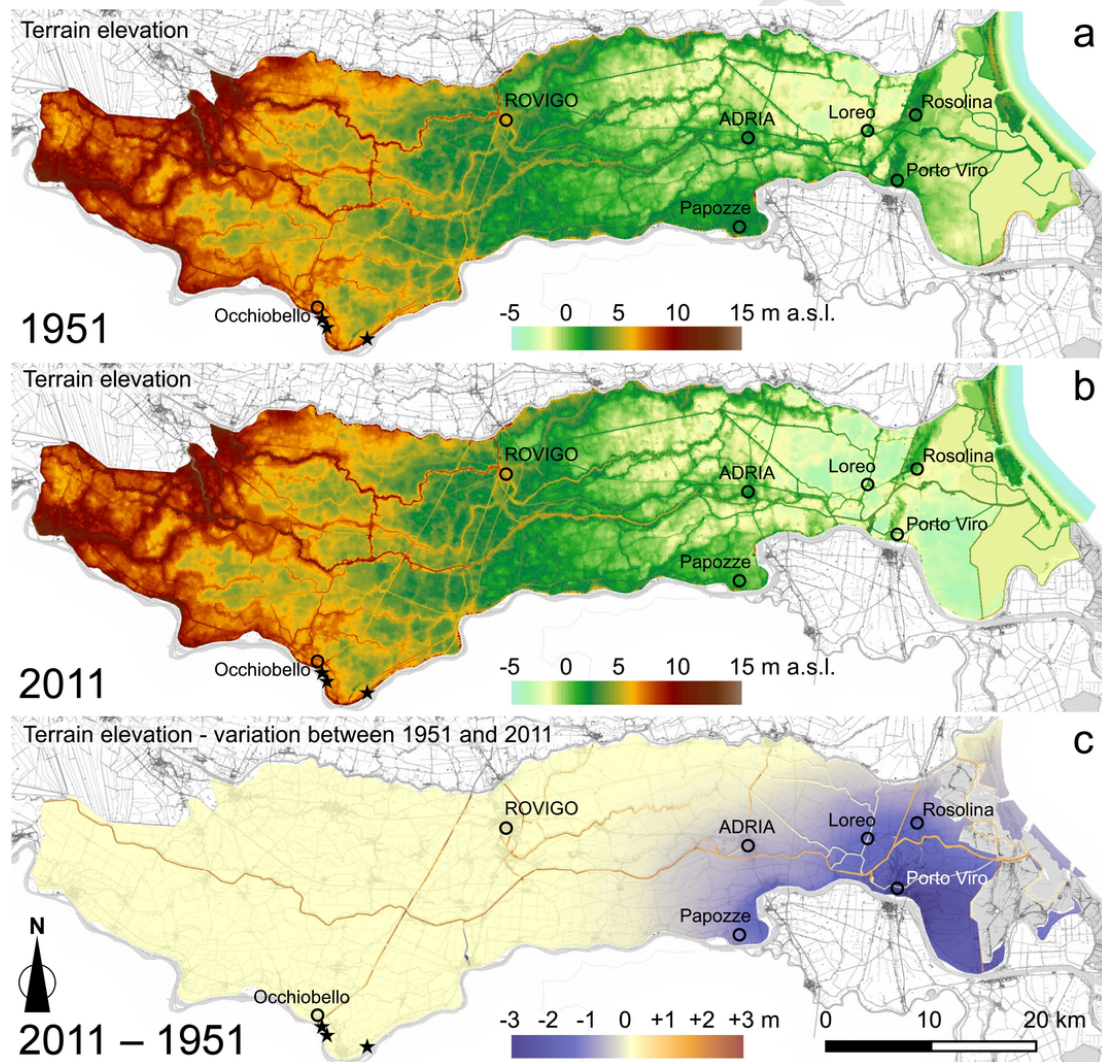 Terrain elevation
a
ROVIGO
ADRIA
Loreo
Rosolina
Porto Viro
Papozze
Occhiobello
1951
-5 0 5 10 15 m a.s.l.
Terrain elevation
b
ROVIGO
ADRIA
Loreo
Rosolina
Porto Viro
Papozze
Occhiobello
2011
-5 0 5 10 15 m a.s.l.
Terrain elevation - variation between 1951 and 2011
c
ROVIGO
ADRIA
Loreo
Rosolina
Porto Viro
Papozze
N
Occhiobello
2011 – 1951
-3 -2 -1 0 +1 +2 +3 m
0 10 20 km